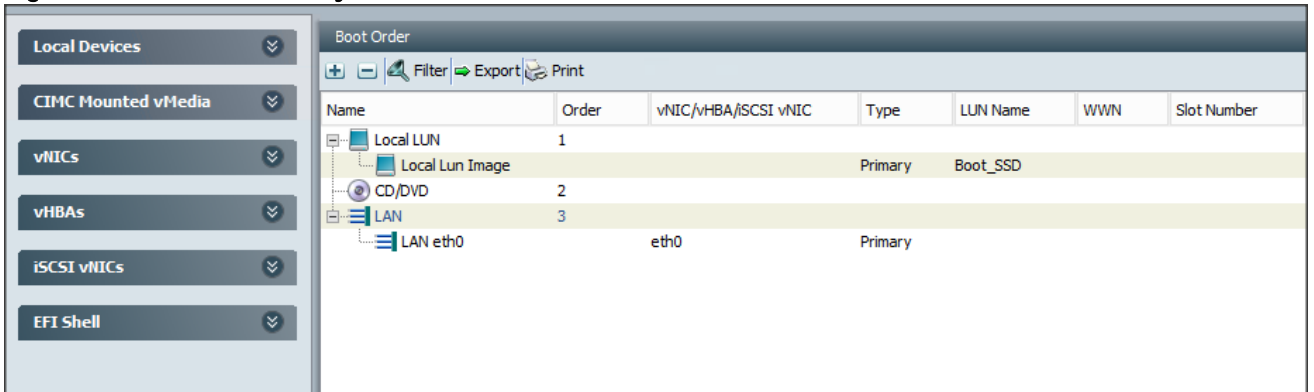 Local Devices
CIMC Mounted vMedia
vNICs
vHBAs
iSCSI vNICs
EFI Shell
Boot Order
Filter Export Print
Name Order vNIC/vHBA/iSCSI vNIC Type LUN Name WWN Slot Number
Local LUN 1
Local Lun Image Primary Boot_SSD
CD/DVD 2
LAN 3
LAN eth0 eth0 Primary